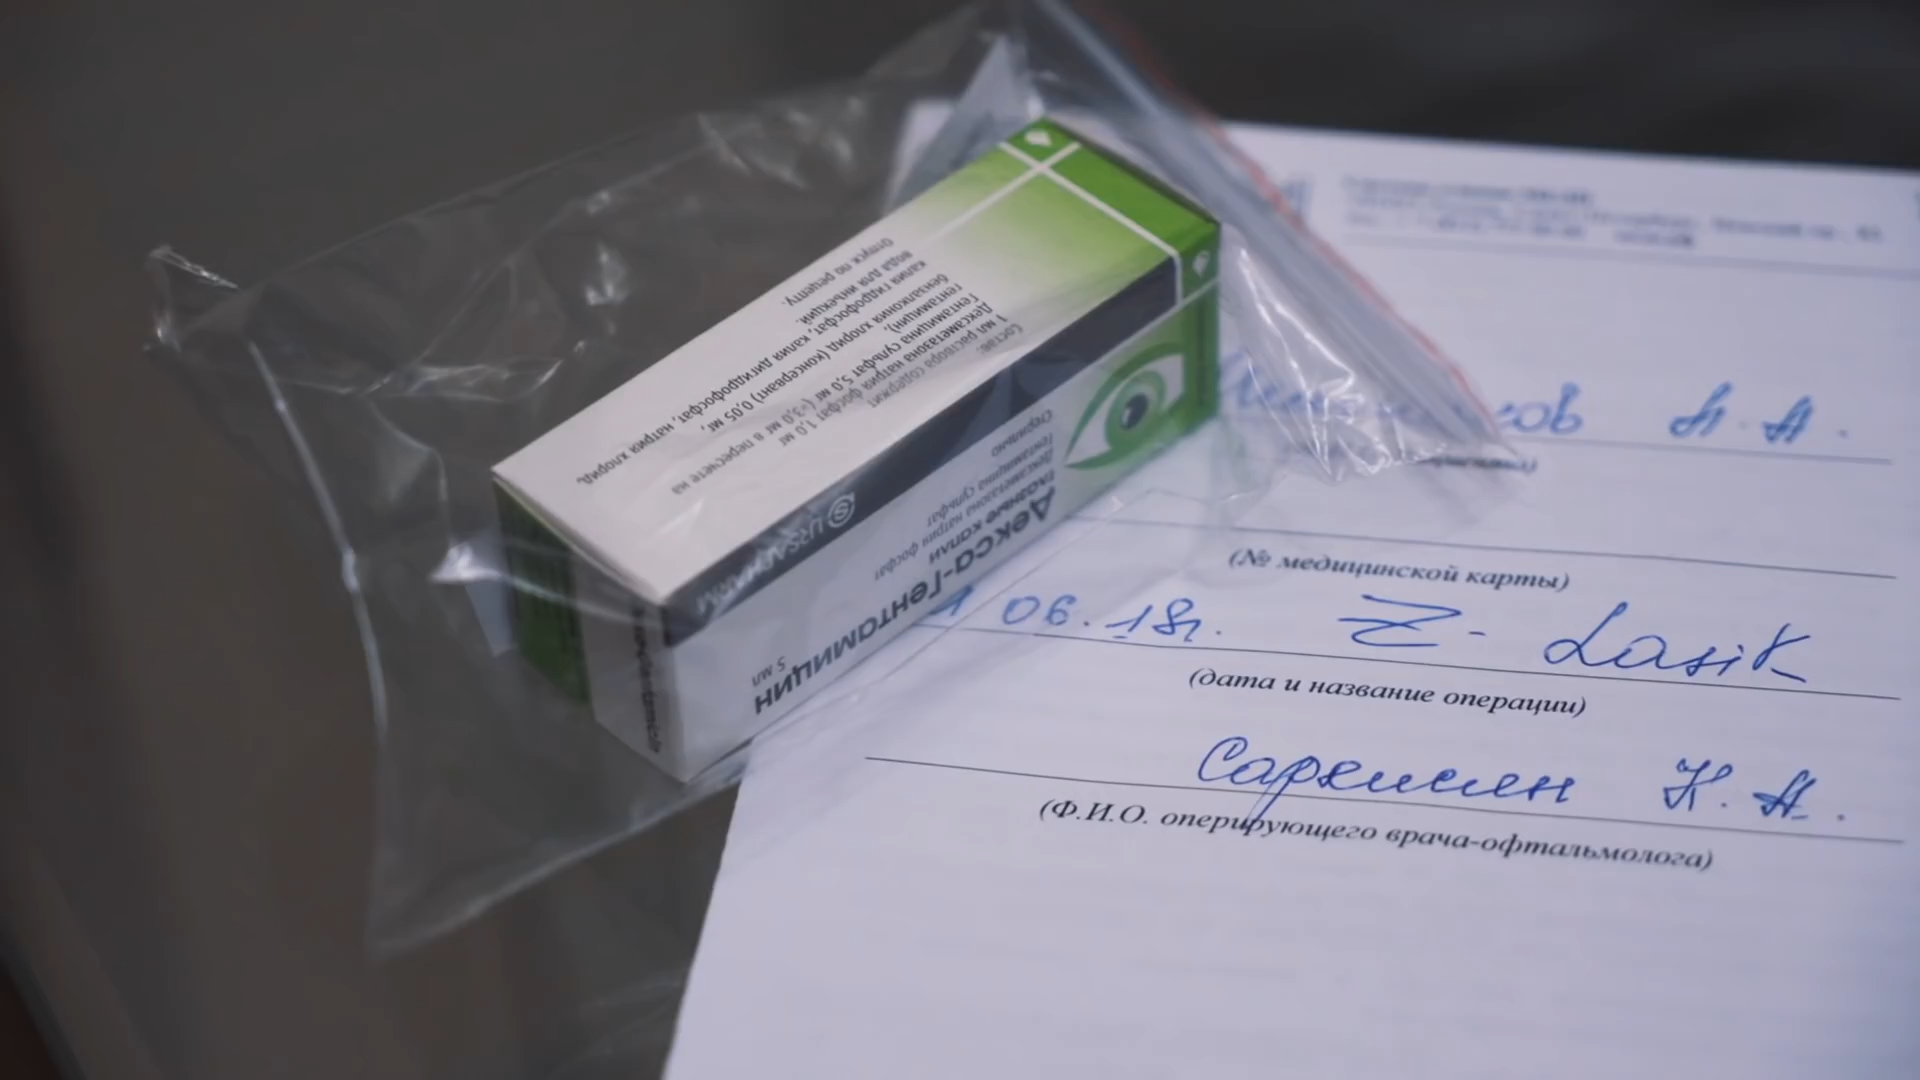 Отпуск по рецепту.
Состав:
1 мл раствора содержит
Дексаметазона натрия фосфат 1,0 мг
Гентамицина сульфат 5,0 мг (=3,0 мг в пересчете на
гентамицин),
бензалкония хлорид (консервант) 0,05 мг,
калия гидрофосфат, калия дигидрофосфат, натрия хлорид,
вода для инъекций.
URSAPHARM
Декса-Гентамицин
глазные капли
Дексаметазона натрия фосфат
Гентамицина сульфат
Стерильно
5 мл
А. А.
(№ медицинской карты)
1 06.18г. Z- Lasik
(дата и название операции)
К. А.
(Ф.И.О. оперирующего врача-офтальмолога)